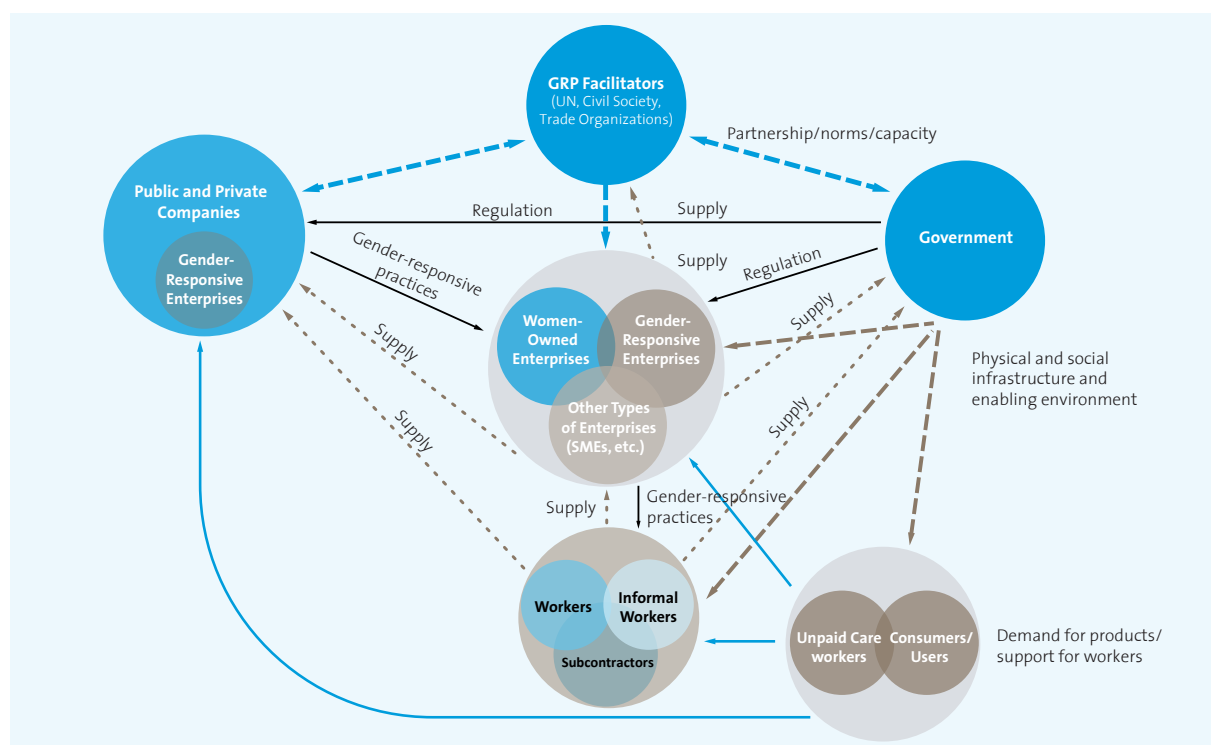 GRP Facilitators
(UN, Civil Society,
Trade Organizations)
Partnership/norms/capacity
Public and Private
Companies
Gender-
Responsive
Enterprises
Regulation
Supply
Government
Gender-responsive
practices
Supply
Regulation
Women-
Owned
Enterprises
Gender-
Responsive
Enterprises
Supply
Supply
Physical and social
infrastructure and
enabling environment
Other Types
of Enterprises
(SMEs, etc.)
Supply
Supply
Supply
Gender-responsive
practices
Workers
Informal
Workers
Subcontractors
Unpaid Care
workers
Consumers/
Users
Demand for products/
support for workers